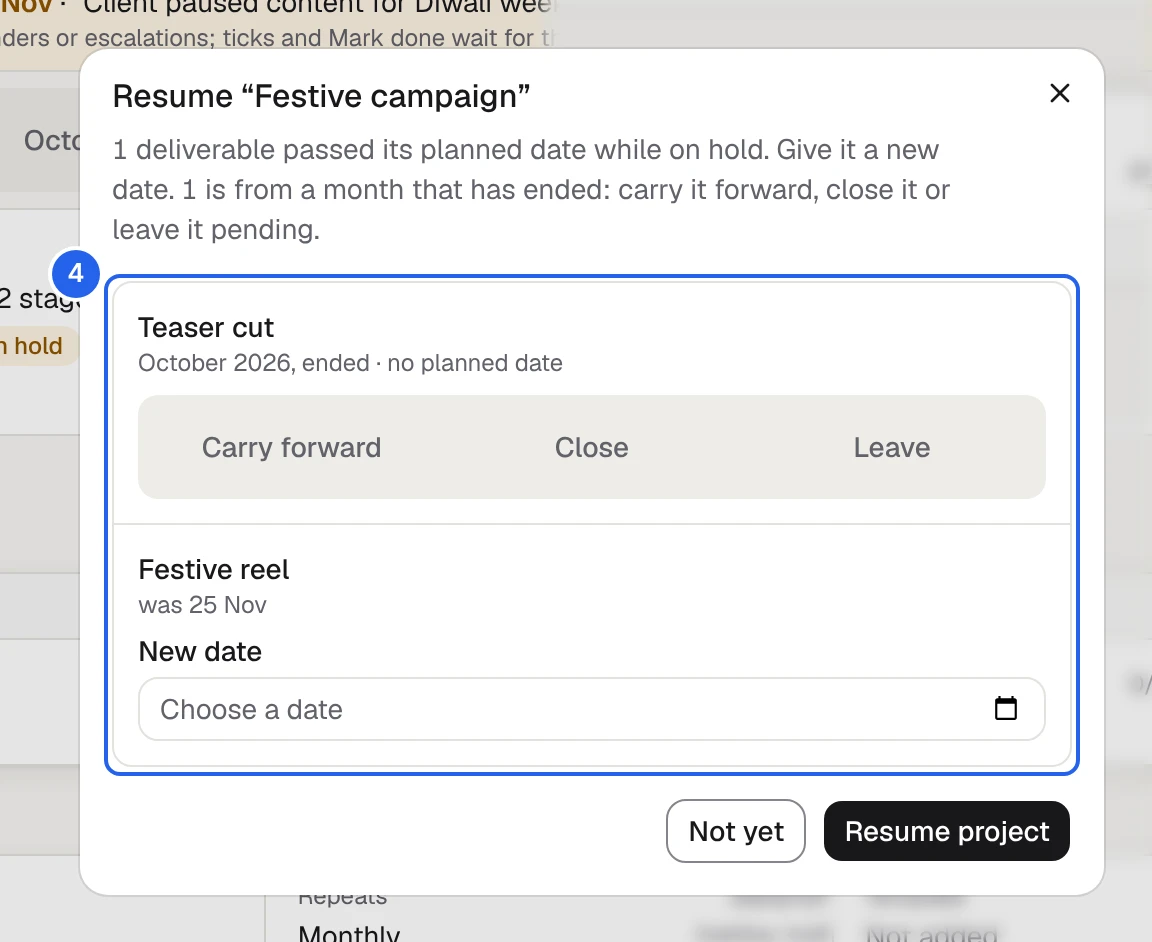 Nov · Client paused content for Diwali
ders or escalations; ticks and Mark done wait for
Resume “Festive campaign”
1 deliverable passed its planned date while on hold. Give it a new
date. 1 is from a month that has ended: carry it forward, close it or
leave it pending.
4
2
hold
Teaser cut
October 2026, ended · no planned date
Carry forward
Close
Leave
Festive reel
was 25 Nov
New date
Choose a date
Not yet
Resume project
Repeats
Monthly
Not added